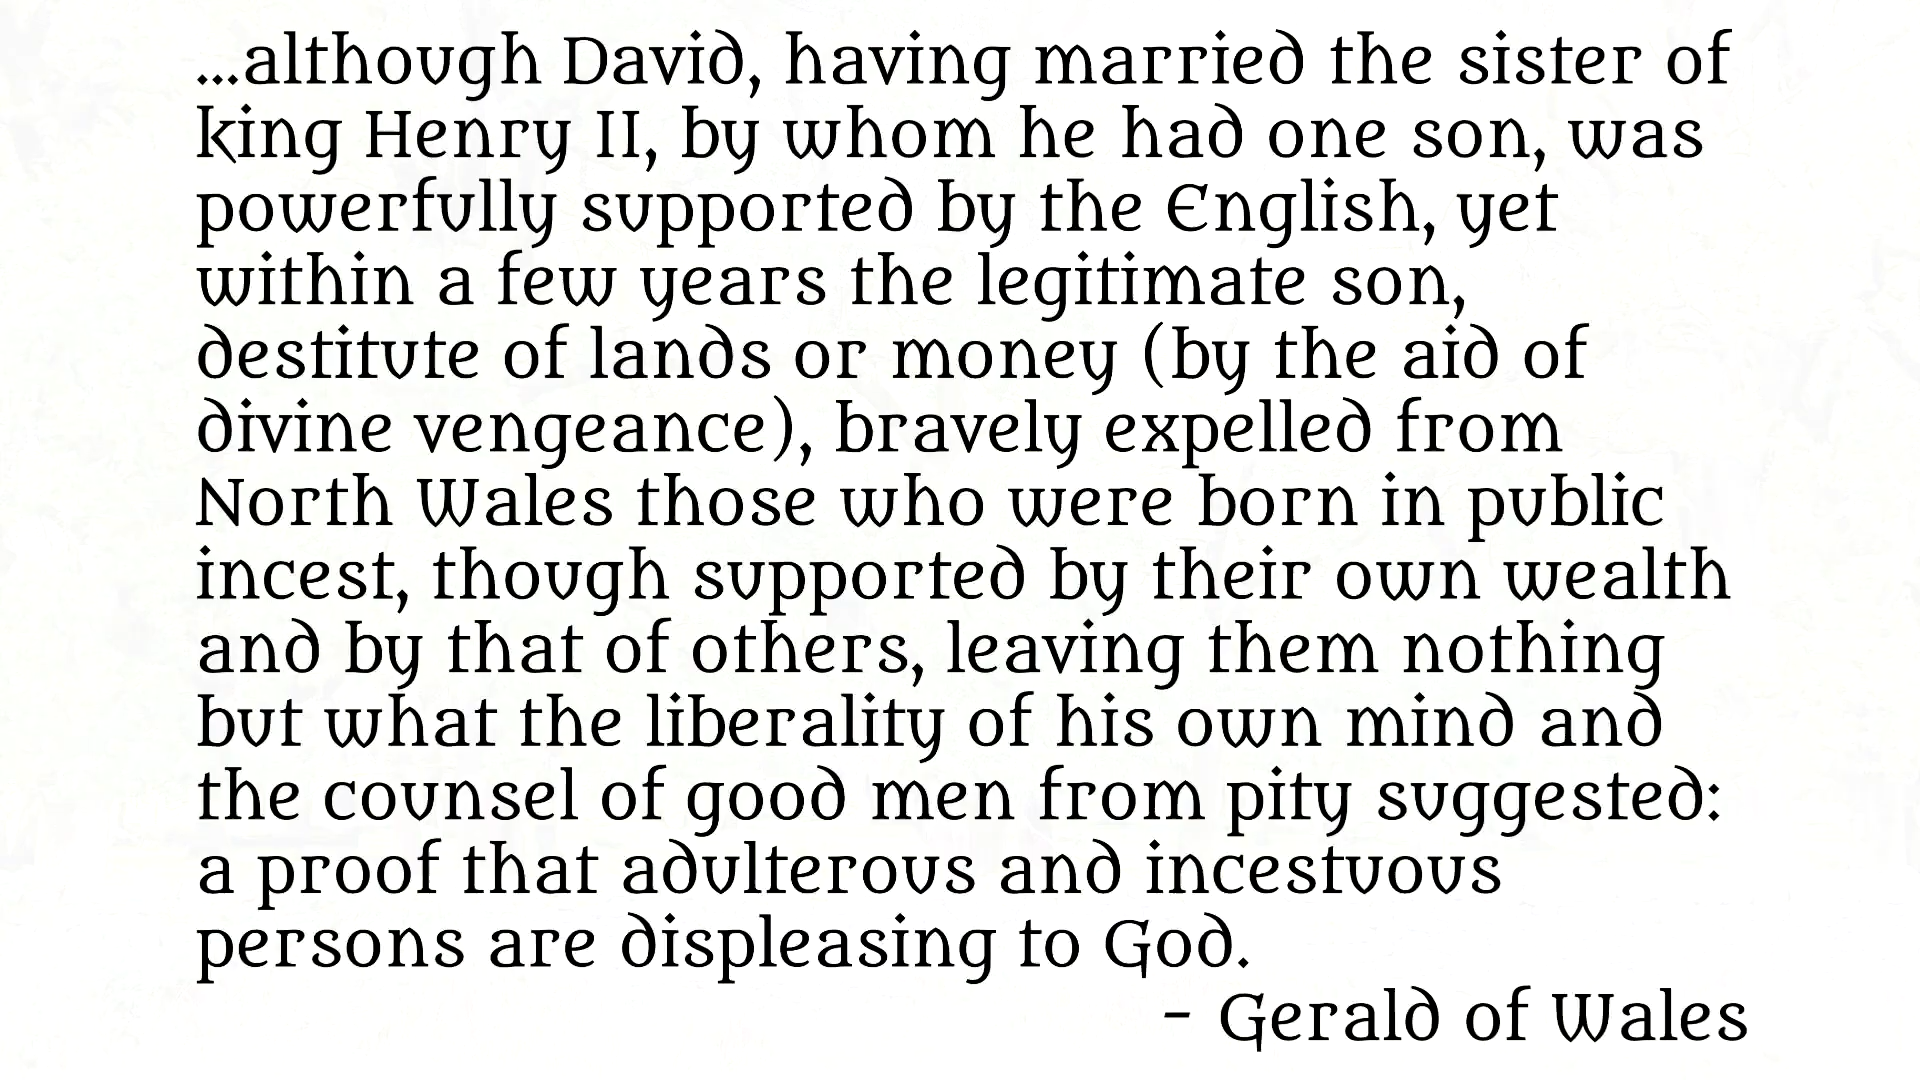 ...although David, having married the sister of
king Henry II, by whom he had one son, was
powerfully supported by the English, yet
within a few years the legitimate son,
destitute of lands or money (by the aid of
divine vengeance), bravely expelled from
North Wales those who were born in public
incest, though supported by their own wealth
and by that of others, leaving them nothing
but what the liberality of his own mind and
the counsel of good men from pity suggested:
a proof that adulterous and incestuous
persons are displeasing to God.
- Gerald of Wales